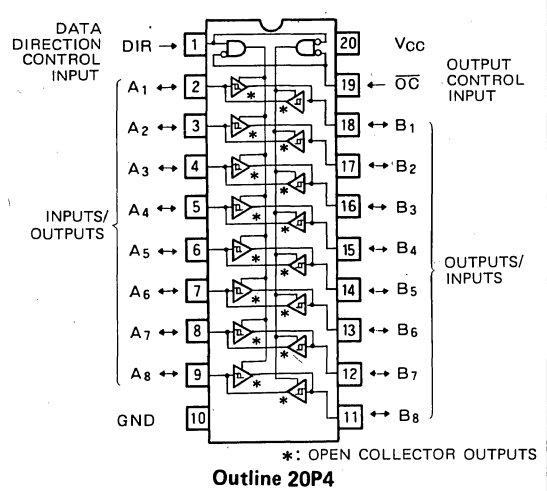 DATA
DIRECTION
CONTROL
INPUT
DIR → 1
20 VCC
A1 ↔ 2
19 ← OC
OUTPUT
CONTROL
INPUT
A2 ↔ 3
18 ↔ B1
A3 ↔ 4
17 ↔ B2
A4 ↔ 5
16 ↔ B3
INPUTS/
OUTPUTS
A5 ↔ 6
15 ↔ B4
A6 ↔ 7
14 ↔ B5
OUTPUTS/
INPUTS
A7 ↔ 8
13 ↔ B6
A8 ↔ 9
12 ↔ B7
GND 10
11 ↔ B8
*: OPEN COLLECTOR OUTPUTS
Outline 20P4